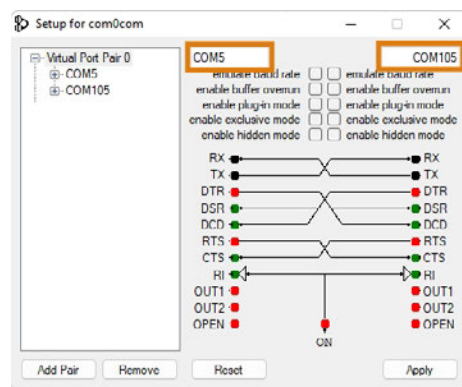 Setup for com0com
Virtual Port Pair 0
COM5
COM105
COM5
COM105
emulate baud rate
emulate baud rate
enable buffer overrun
enable buffer overrun
enable plug-in mode
enable plug-in mode
enable exclusive mode
enable exclusive mode
enable hidden mode
enable hidden mode
RX
RX
TX
TX
DTR
DTR
DSR
DSR
DCD
DCD
RTS
RTS
CTS
CTS
RI
RI
OUT1
OUT1
OUT2
OUT2
OPEN
OPEN
ON
Add Pair
Remove
Reset
Apply